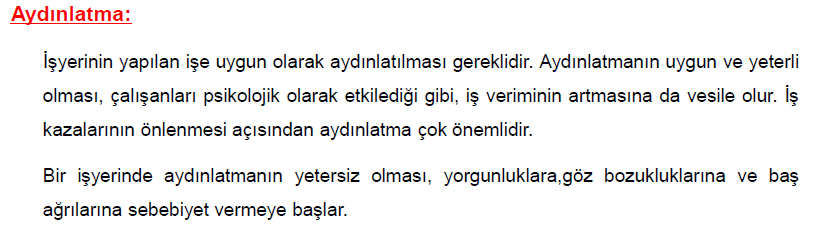 Aydınlatma:
İşyerinin yapılan işe uygun olarak aydınlatılması gereklidir. Aydınlatmanın uygun ve yeterli
olması, çalışanları psikolojik olarak etkilediği gibi, iş veriminin artmasına da vesile olur. İş
kazalarının önlenmesi açısından aydınlatma çok önemlidir.
Bir işyerinde aydınlatmanın yetersiz olması, yorgunluklara,göz bozukluklarına ve baş
ağrılarına sebebiyet vermeye başlar.